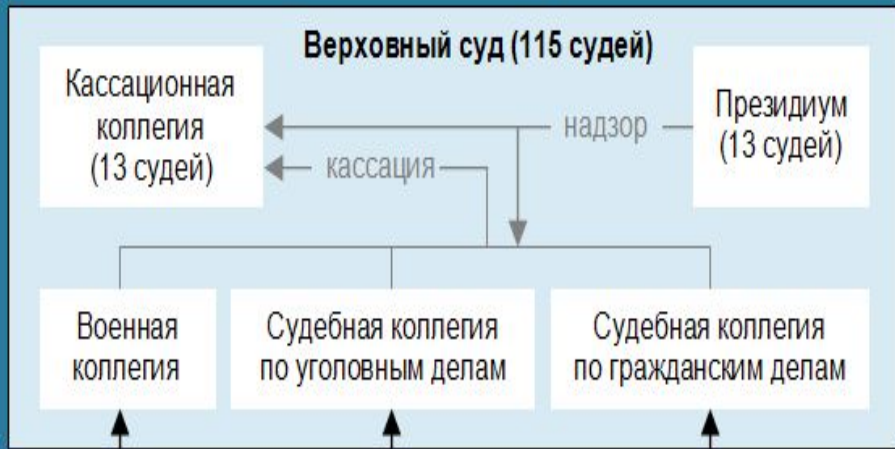 Верховный суд (115 судей)
Кассационная
коллегия
(13 судей)
надзор
кассация
Президиум
(13 судей)
Военная
коллегия
Судебная коллегия
по уголовным делам
Судебная коллегия
по гражданским делам